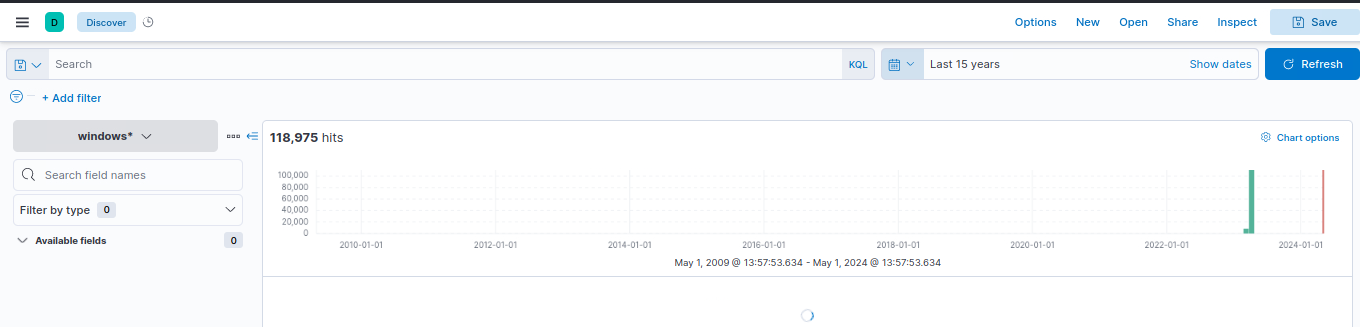 D Discover Options New Open Share Inspect Save
Search KQL Last 15 years Show dates Refresh
+ Add filter
windows*
118,975 hits Chart options
Search field names
Filter by type 0
Available fields 0
100,000
80,000
60,000
40,000
20,000
0
2010-01-01 2012-01-01 2014-01-01 2016-01-01 2018-01-01 2020-01-01 2022-01-01 2024-01-01
May 1, 2009 @ 13:57:53.634 - May 1, 2024 @ 13:57:53.634